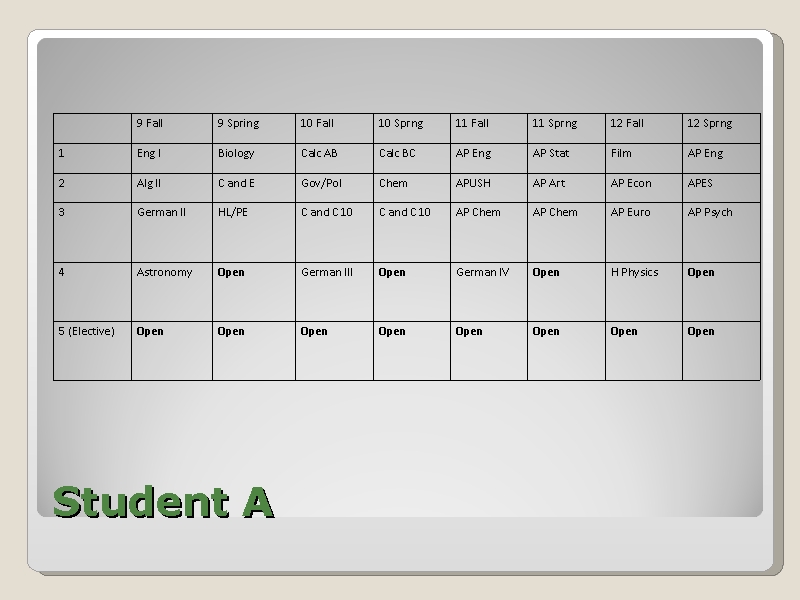 9 Fall 9 Spring 10 Fall 10 Sprng 11 Fall 11 Sprng 12 Fall 12 Sprng
1 Eng I Biology Calc AB Calc BC AP Eng AP Stat Film AP Eng
2 Alg II C and E Gov/Pol Chem APUSH AP Art AP Econ APES
3 German II HL/PE C and C 10 C and C 10 AP Chem AP Chem AP Euro AP Psych
4 Astronomy Open German III Open German IV Open H Physics Open
5 (Elective) Open Open Open Open Open Open Open Open
Student A